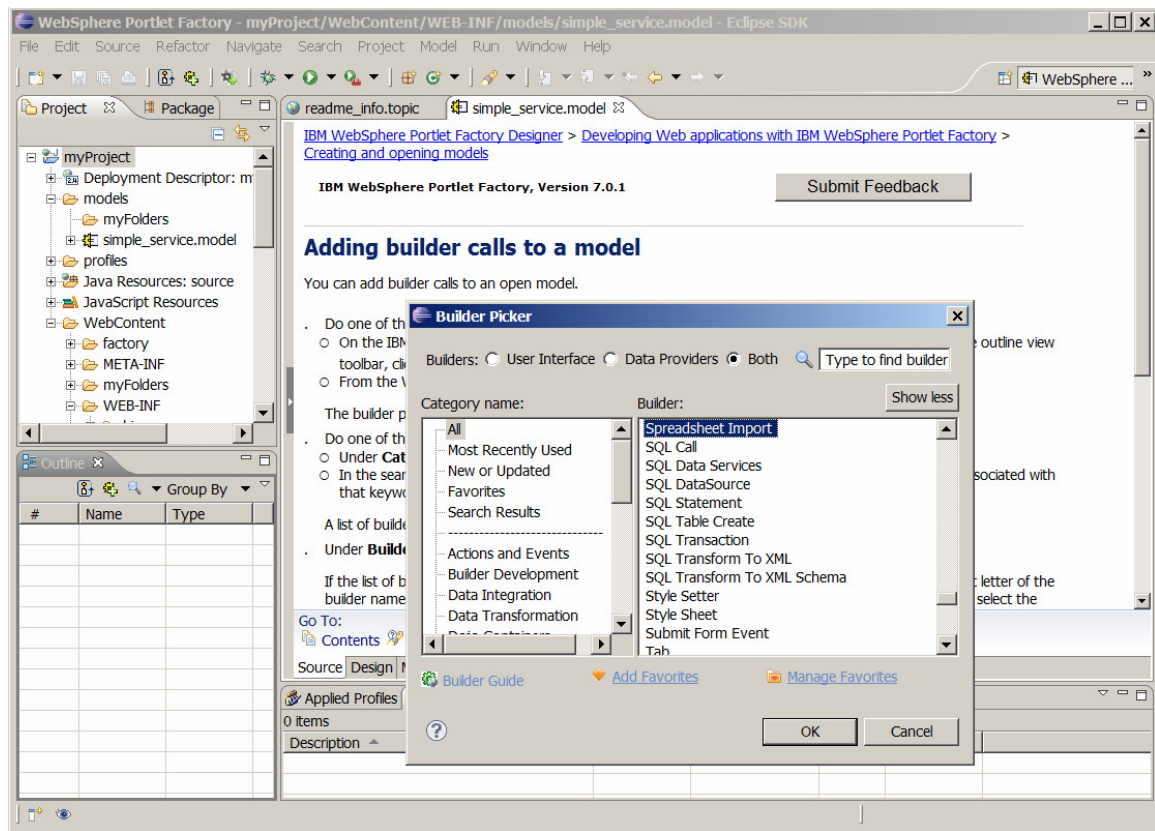 WebSphere Portlet Factory - myProject/WebContent/WEB-INF/models/simple_service.model - Eclipse SDK
File Edit Source Refactor Navigate Search Project Model Run Window Help
WebSphere ... »
Project Package
readme_info.topic simple_service.model
myProject
Deployment Descriptor: m
models
myFolders
simple_service.model
profiles
Java Resources: source
JavaScript Resources
WebContent
factory
META-INF
myFolders
WEB-INF
Outline
Group By
# Name Type
IBM WebSphere Portlet Factory Designer > Developing Web applications with IBM WebSphere Portlet Factory >
Creating and opening models
IBM WebSphere Portlet Factory, Version 7.0.1
Submit Feedback
Adding builder calls to a model
You can add builder calls to an open model.
. Do one of th
○ On the IBM e outline view
toolbar, cli
○ From the W
The builder p
. Do one of th
○ Under Cat
○ In the sear sociated with
that keywo
A list of builde
. Under Builde
If the list of b t letter of the
builder name select the
Go To:
Contents
Source Design
Applied Profiles
0 items
Description
Builder Picker
Builders: User Interface Data Providers Both Type to find builder
Show less
Category name:
All
Most Recently Used
New or Updated
Favorites
Search Results
------------------------------
Actions and Events
Builder Development
Data Integration
Data Transformation
Data Containers
Builder:
Spreadsheet Import
SQL Call
SQL Data Services
SQL DataSource
SQL Statement
SQL Table Create
SQL Transaction
SQL Transform To XML
SQL Transform To XML Schema
Style Setter
Style Sheet
Submit Form Event
Tab
Builder Guide Add Favorites Manage Favorites
OK Cancel